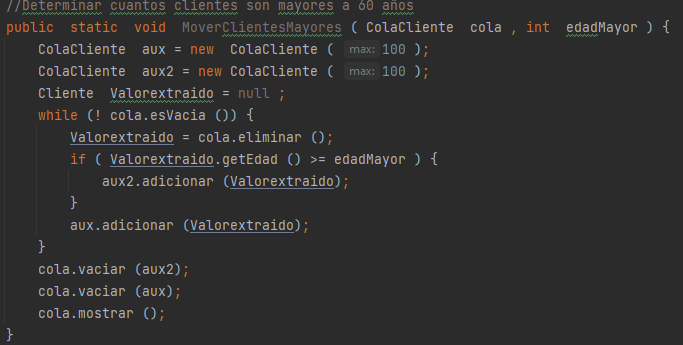 //Determinar cuantos clientes son mayores a 60 años
public static void MoverClientesMayores ( ColaCliente cola , int edadMayor ) {
ColaCliente aux = new ColaCliente ( max: 100 );
ColaCliente aux2 = new ColaCliente ( max: 100 );
Cliente Valorextraido = null ;
while (! cola.esVacia ()) {
Valorextraido = cola.eliminar ();
if ( Valorextraido.getEdad () >= edadMayor ) {
aux2.adicionar (Valorextraido);
}
aux.adicionar (Valorextraido);
}
cola.vaciar (aux2);
cola.vaciar (aux);
cola.mostrar ();
}